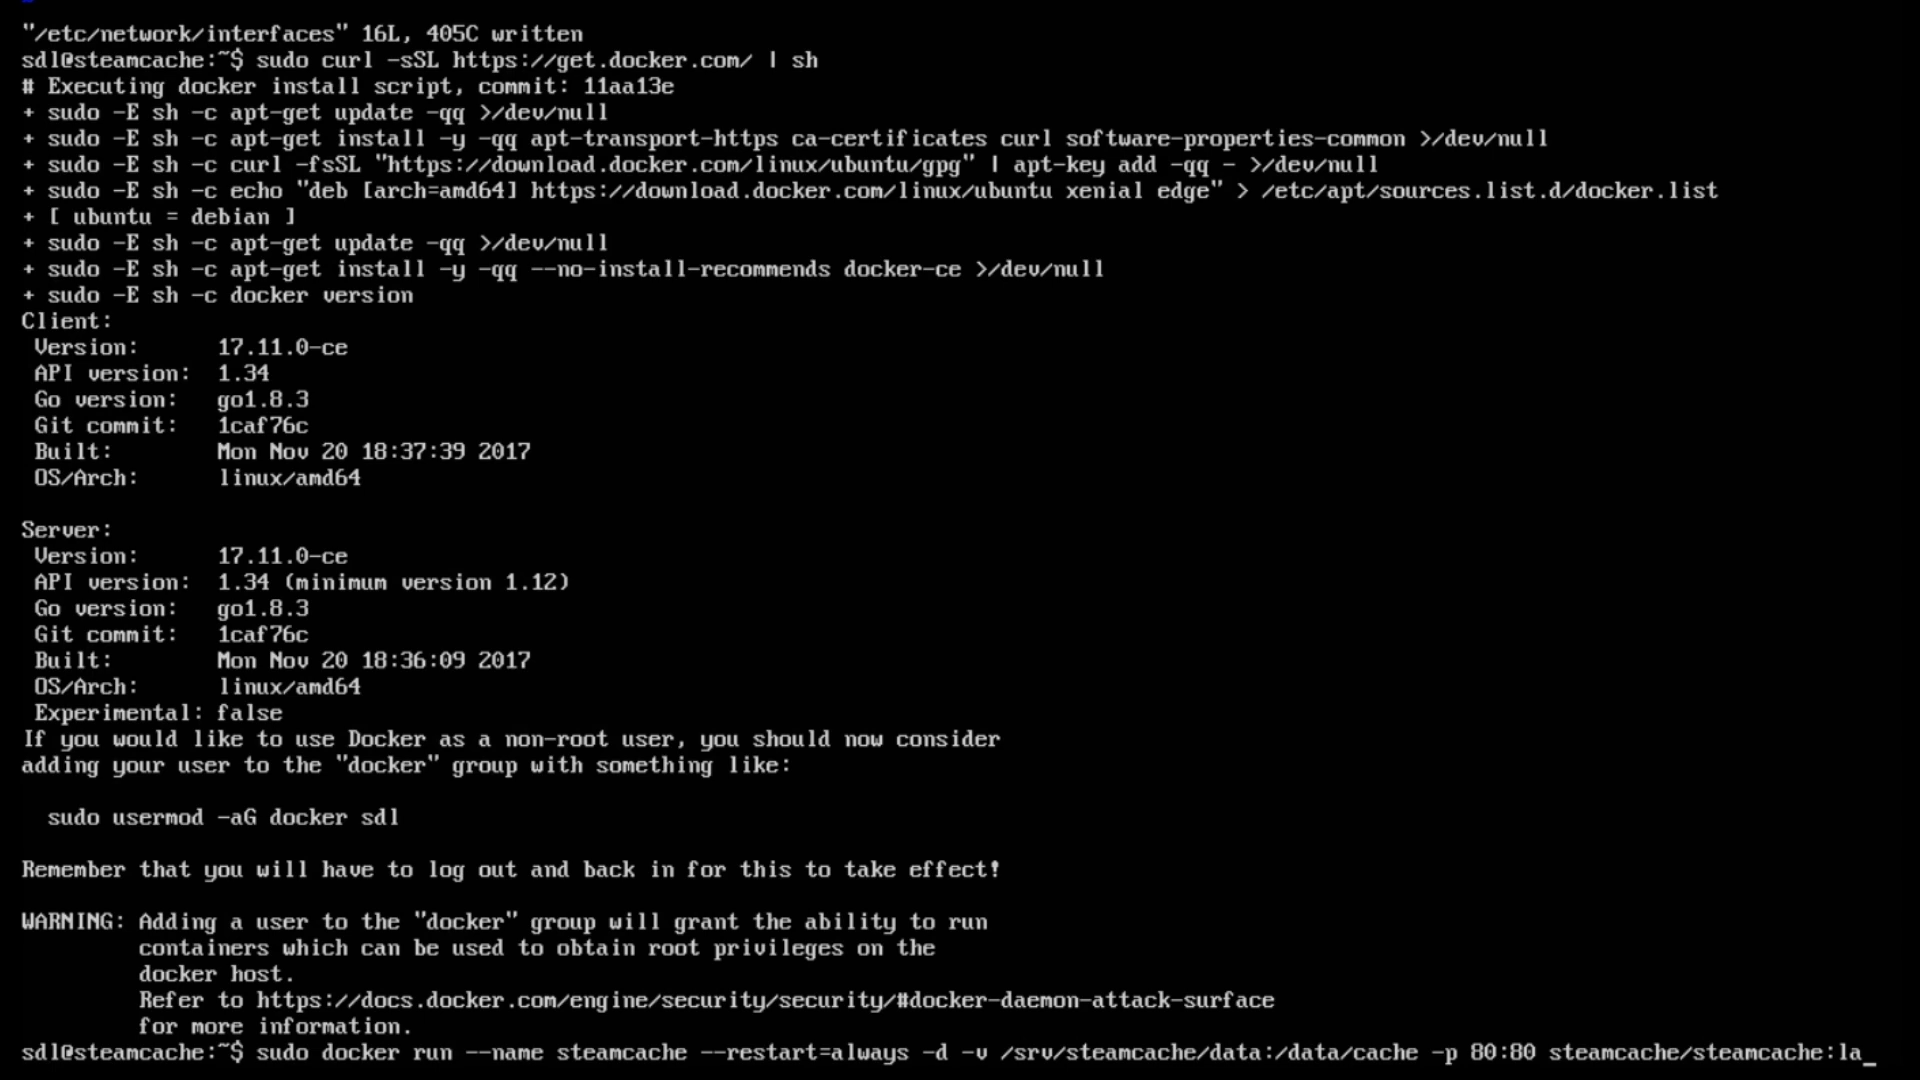 "/etc/network/interfaces" 16L, 405C written
sdl@steamcache:~$ sudo curl -sSL https://get.docker.com/ | sh
# Executing docker install script, commit: 11aa13e
+ sudo -E sh -c apt-get update -qq >/dev/null
+ sudo -E sh -c apt-get install -y -qq apt-transport-https ca-certificates curl software-properties-common >/dev/null
+ sudo -E sh -c curl -fsSL "https://download.docker.com/linux/ubuntu/gpg" | apt-key add -qq - >/dev/null
+ sudo -E sh -c echo "deb [arch=amd64] https://download.docker.com/linux/ubuntu xenial edge" > /etc/apt/sources.list.d/docker.list
+ [ ubuntu = debian ]
+ sudo -E sh -c apt-get update -qq >/dev/null
+ sudo -E sh -c apt-get install -y -qq --no-install-recommends docker-ce >/dev/null
+ sudo -E sh -c docker version
Client:
 Version:      17.11.0-ce
 API version:  1.34
 Go version:   go1.8.3
 Git commit:   1caf76c
 Built:        Mon Nov 20 18:37:39 2017
 OS/Arch:      linux/amd64

Server:
 Version:      17.11.0-ce
 API version:  1.34 (minimum version 1.12)
 Go version:   go1.8.3
 Git commit:   1caf76c
 Built:        Mon Nov 20 18:36:09 2017
 OS/Arch:      linux/amd64
 Experimental: false
If you would like to use Docker as a non-root user, you should now consider
adding your user to the "docker" group with something like:

  sudo usermod -aG docker sdl

Remember that you will have to log out and back in for this to take effect!

WARNING: Adding a user to the "docker" group will grant the ability to run
         containers which can be used to obtain root privileges on the
         docker host.
         Refer to https://docs.docker.com/engine/security/security/#docker-daemon-attack-surface
         for more information.
sdl@steamcache:~$ sudo docker run --name steamcache --restart=always -d -v /srv/steamcache/data:/data/cache -p 80:80 steamcache/steamcache:la_